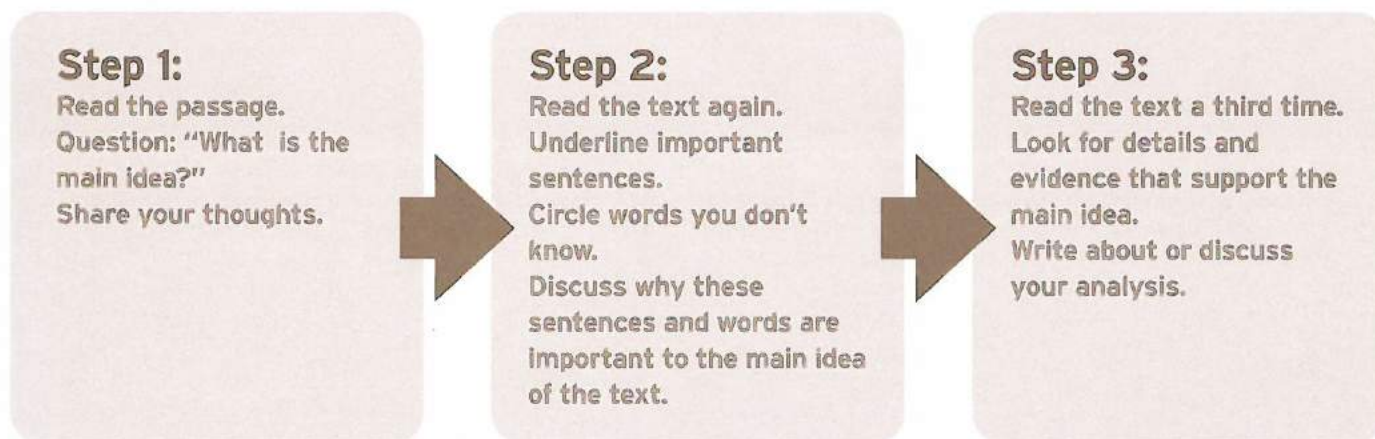 Step 1:
Read the passage.
Question: "What is the
main idea?"
Share your thoughts.
Step 2:
Read the text again.
Underline important
sentences.
Circle words you don't
know.
Discuss why these
sentences and words are
important to the main idea
of the text.
Step 3:
Read the text a third time.
Look for details and
evidence that support the
main idea.
Write about or discuss
your analysis.